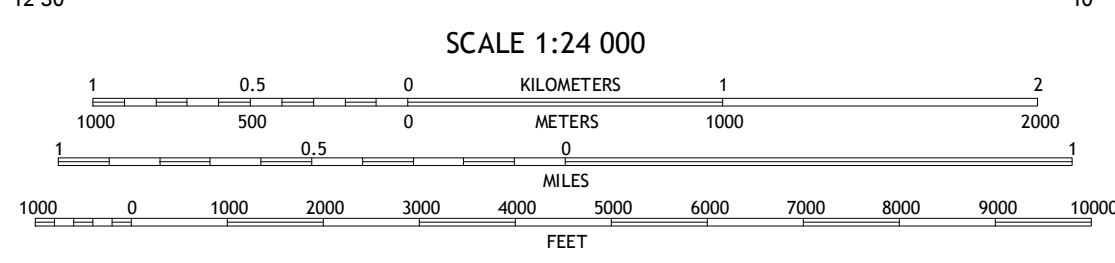 12'30" 10'
SCALE 1:24 000
1 0.5 0 KILOMETERS 1 2
1000 500 0 METERS 1000 2000
1 0.5 0 1
MILES
1000 0 1000 2000 3000 4000 5000 6000 7000 8000 9000 10000
FEET